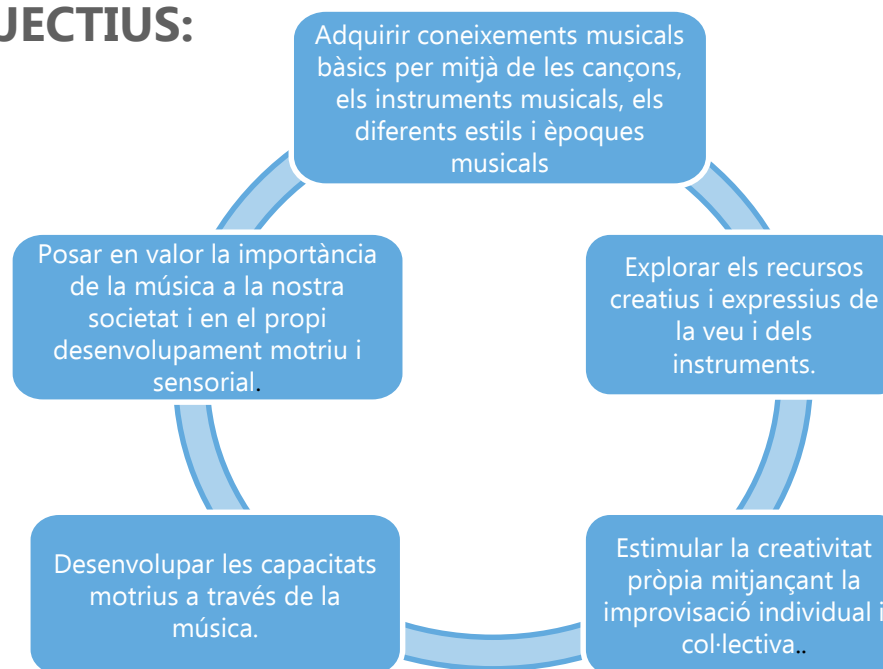 JECTIUS:
Adquirir coneixements musicals
bàsics per mitjà de les cançons,
els instruments musicals, els
diferents estils i èpoques
musicals
Explorar els recursos
creatius i expressius de
la veu i dels
instruments.
Estimular la creativitat
pròpia mitjançant la
improvisació individual i
col·lectiva..
Desenvolupar les capacitats
motrius a través de la
música.
Posar en valor la importància
de la música a la nostra
societat i en el propi
desenvolupament motriu i
sensorial.